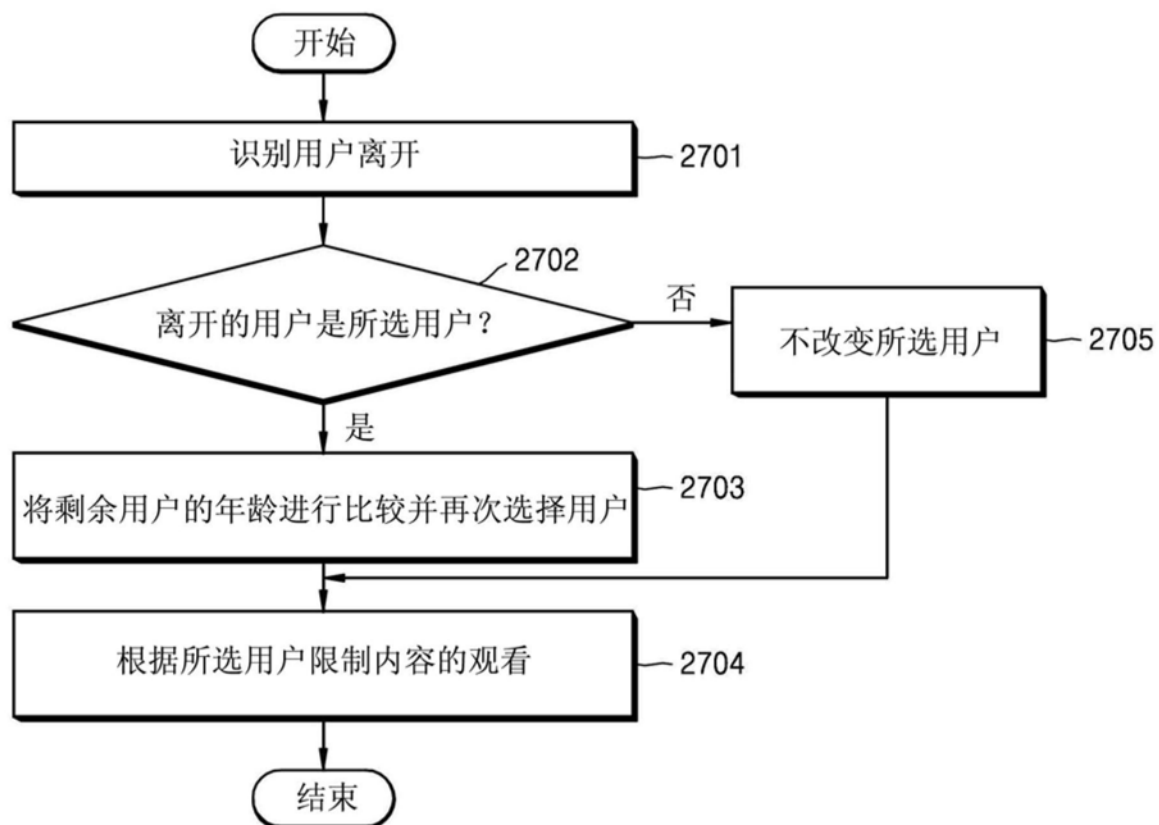 开始
识别用户离开
2701
2702
离开的用户是所选用户？
否
不改变所选用户
2705
是
将剩余用户的年龄进行比较并再次选择用户
2703
根据所选用户限制内容的观看
2704
结束